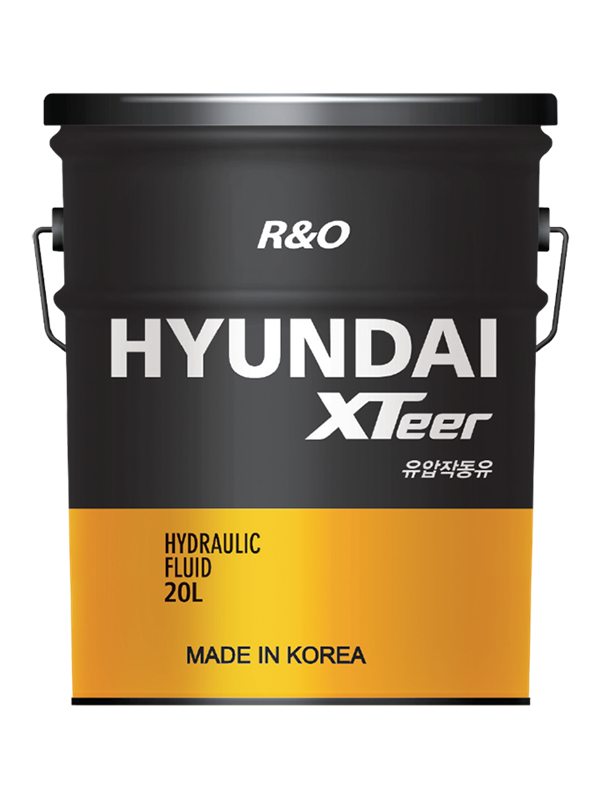 R&O
HYUNDAI
XTeer
유압작동유
HYDRAULIC
FLUID
20L
MADE IN KOREA